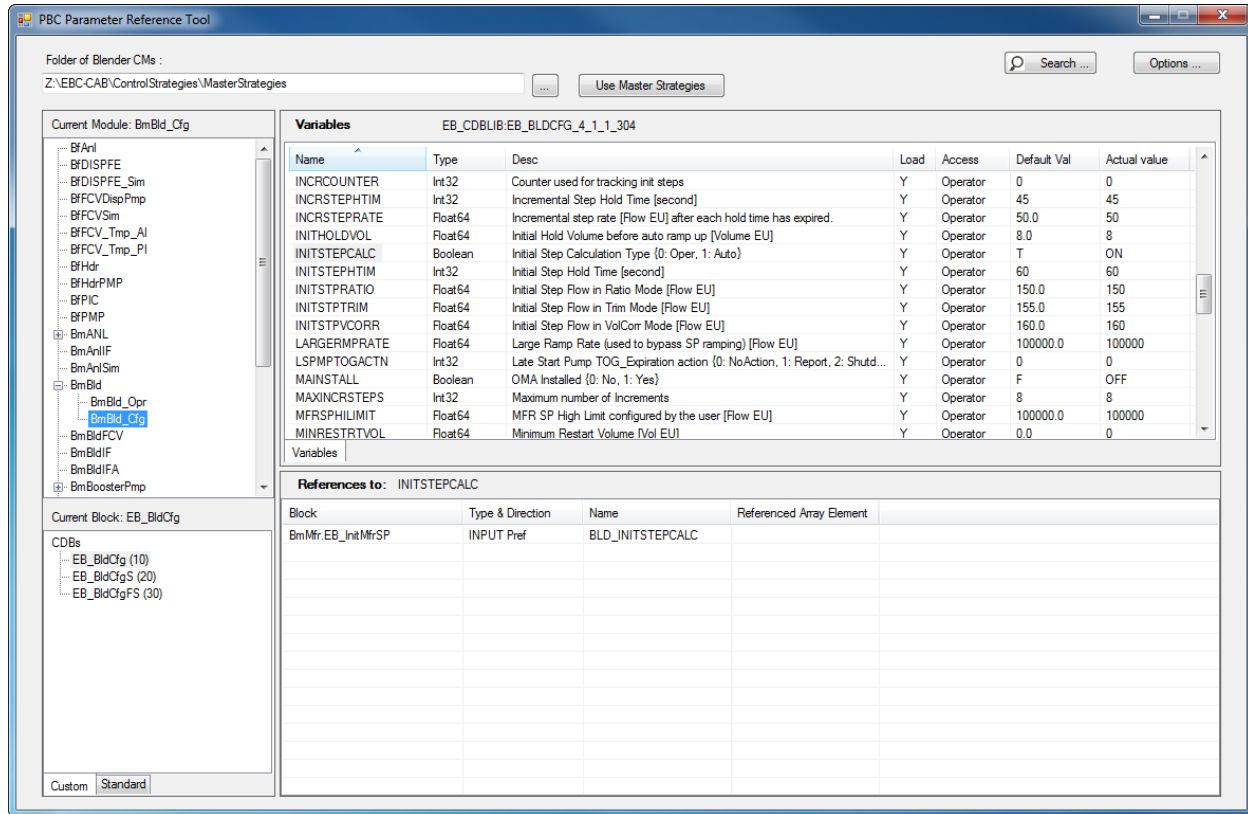 PBC Parameter Reference Tool
Folder of Blender CMs :
Z:\EBC-CAB\ControlStrategies\MasterStrategies
...
Use Master Strategies
Search ...
Options ...
Current Module: BmBld_Cfg
BfAnl
BfDISPFE
BfDISPFE_Sim
BfFCVDispPmp
BfFCVSim
BfFCV_Tmp_AI
BfFCV_Tmp_PI
BfHdr
BfHdrPMP
BfPIC
BfPMP
BmANL
BmAnlIF
BmAnlSim
BmBld
BmBld_Opr
BmBld_Cfg
BmBldFCV
BmBldIF
BmBldIFA
BmBoosterPmp
Current Block: EB_BldCfg
CDBs
EB_BldCfg (10)
EB_BldCfgS (20)
EB_BldCfgFS (30)
Custom Standard
Variables EB_CDBLIB:EB_BLDCFG_4_1_1_304
Name Type Desc Load Access Default Val Actual value
INCRCOUNTER Int32 Counter used for tracking init steps Y Operator 0 0
INCRSTEPHTIM Int32 Incremental Step Hold Time [second] Y Operator 45 45
INCRSTEPRATE Float64 Incremental step rate [Flow EU] after each hold time has expired. Y Operator 50.0 50
INITHOLDVOL Float64 Initial Hold Volume before auto ramp up [Volume EU] Y Operator 8.0 8
INITSTEPCALC Boolean Initial Step Calculation Type {0: Oper, 1: Auto} Y Operator T ON
INITSTEPHTIM Int32 Initial Step Hold Time [second] Y Operator 60 60
INITSTPRATIO Float64 Initial Step Flow in Ratio Mode [Flow EU] Y Operator 150.0 150
INITSTPTRIM Float64 Initial Step Flow in Trim Mode [Flow EU] Y Operator 155.0 155
INITSTPVCORR Float64 Initial Step Flow in VolCorr Mode [Flow EU] Y Operator 160.0 160
LARGERMPRATE Float64 Large Ramp Rate (used to bypass SP ramping) [Flow EU] Y Operator 100000.0 100000
LSPMPTOGACTN Int32 Late Start Pump TOG_Expiration action {0: NoAction, 1: Report, 2: Shutd... Y Operator 0 0
MAINSTALL Boolean OMA Installed {0: No, 1: Yes} Y Operator F OFF
MAXINCRSTEPS Int32 Maximum number of Increments Y Operator 8 8
MFRSPHILIMIT Float64 MFR SP High Limit configured by the user [Flow EU] Y Operator 100000.0 100000
MINRESTRTVOL Float64 Minimum Restart Volume [Vol EU] Y Operator 0.0 0
Variables
References to: INITSTEPCALC
Block Type & Direction Name Referenced Array Element
BmMfr.EB_InitMfrSP INPUT Pref BLD_INITSTEPCALC